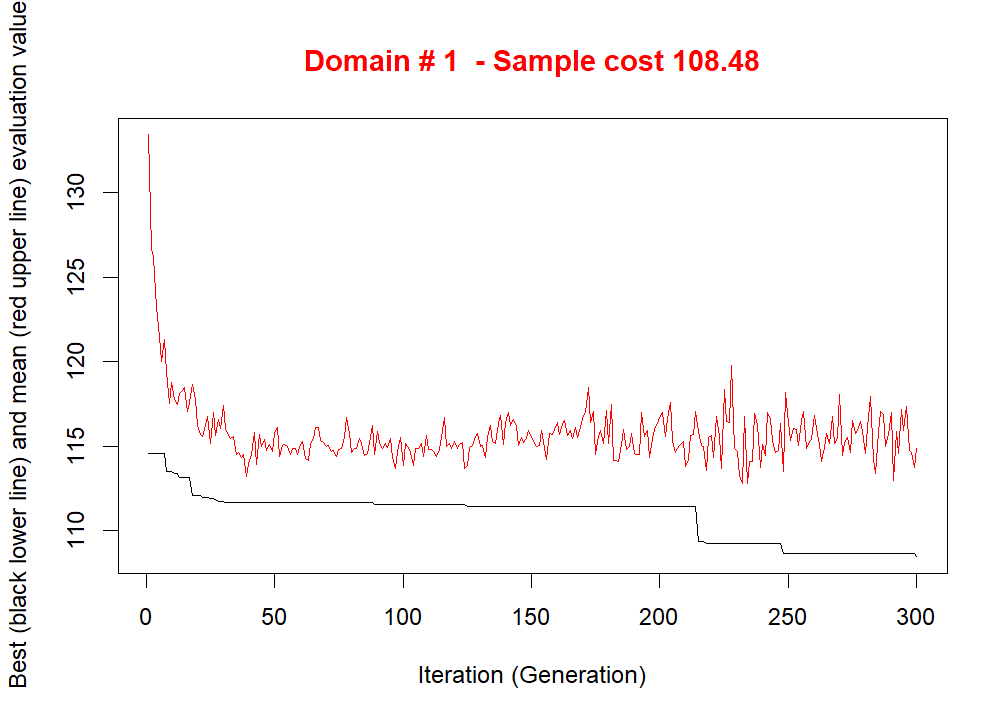 Domain # 1  - Sample cost 108.48
Best (black lower line) and mean (red upper line) evaluation value
130
125
120
115
110
0 50 100 150 200 250 300
Iteration (Generation)